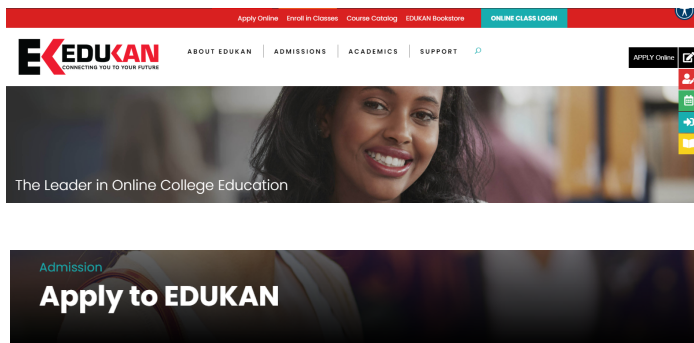 Apply Online Enroll in Classes Course Catalog EDUKAN Bookstore ONLINE CLASS LOGIN
EK EDUKAN
CONNECTING YOU TO YOUR FUTURE
ABOUT EDUKAN ADMISSIONS ACADEMICS SUPPORT
APPLY Online
The Leader in Online College Education
Admission
Apply to EDUKAN